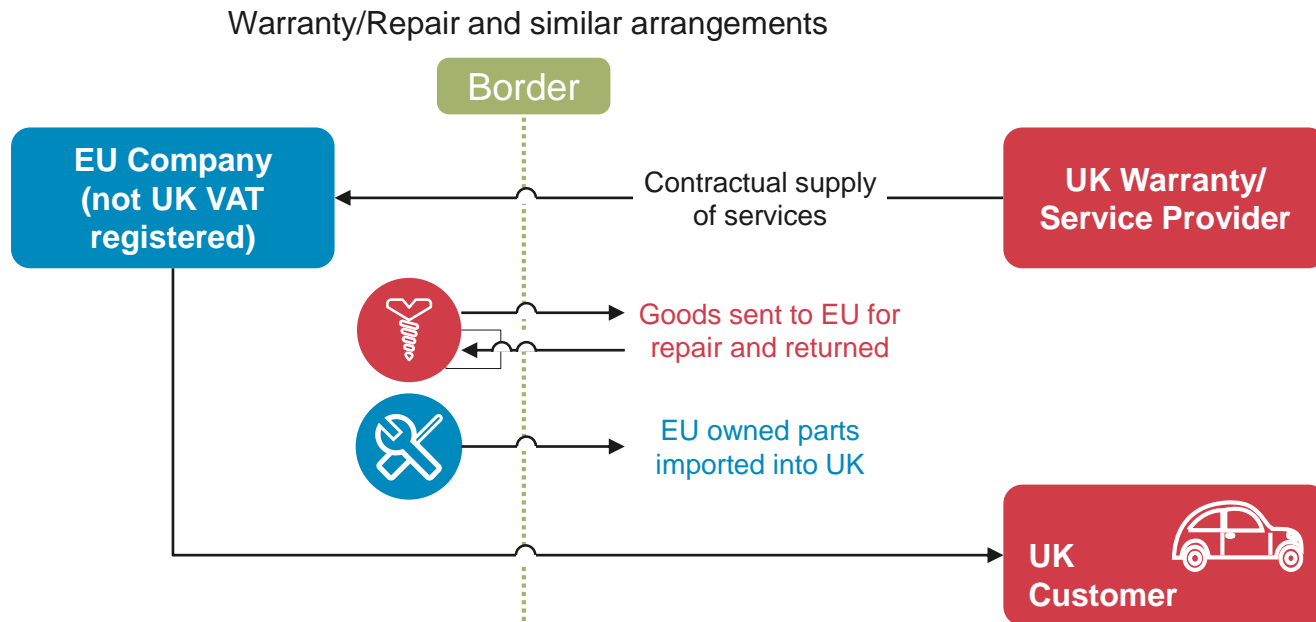 Warranty/Repair and similar arrangements
Border
EU Company
(not UK VAT
registered)
Contractual supply
of services
UK Warranty/
Service Provider
Goods sent to EU for
repair and returned
EU owned parts
imported into UK
UK
Customer